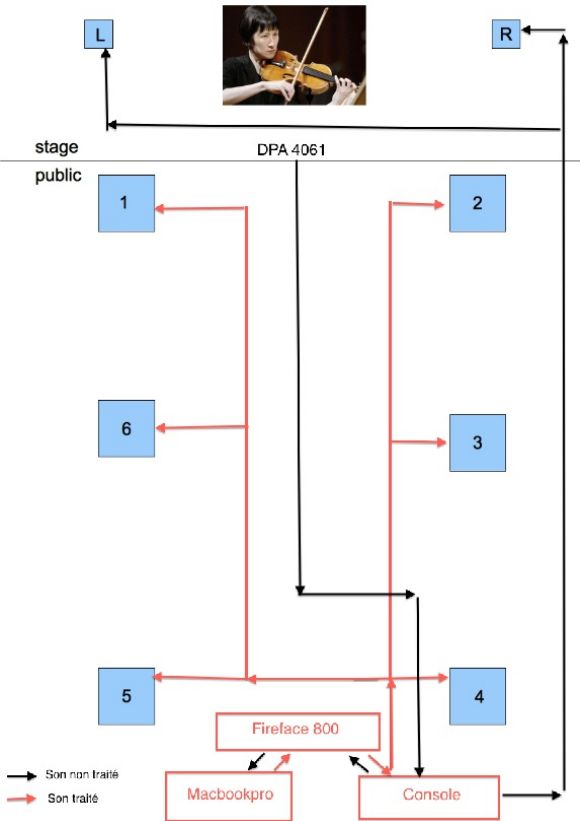 L
R
stage
DPA 4061
public
1
2
6
3
5
4
Fireface 800
Son non traité
Macbookpro
Console
Son traité